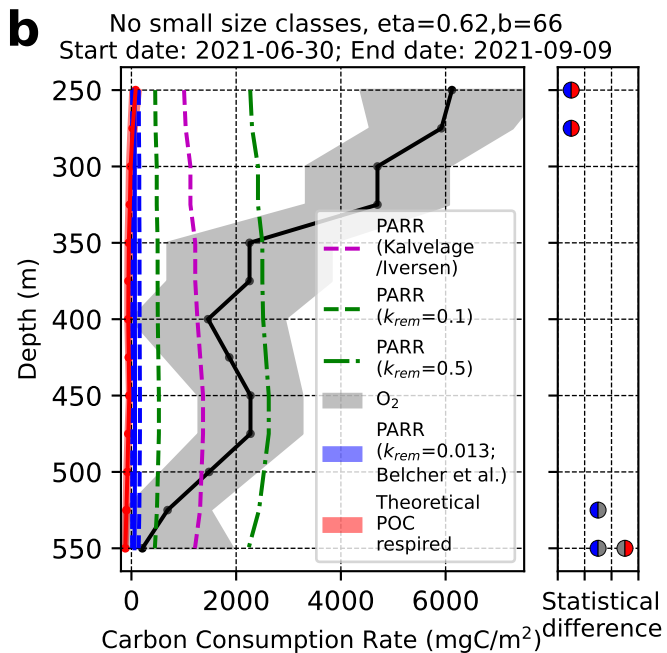 b
No small size classes, eta=0.62,b=66
Start date: 2021-06-30; End date: 2021-09-09
250
300
350
400
450
500
550
Depth (m)
PARR
(Kalvelage
/Iversen)
PARR
(k_rem=0.1)
PARR
(k_rem=0.5)
O₂
PARR
(k_rem=0.013;
Belcher et al.)
Theoretical
POC
respired
0 2000 4000 6000
Carbon Consumption Rate (mgC/m²)
Statistical
difference